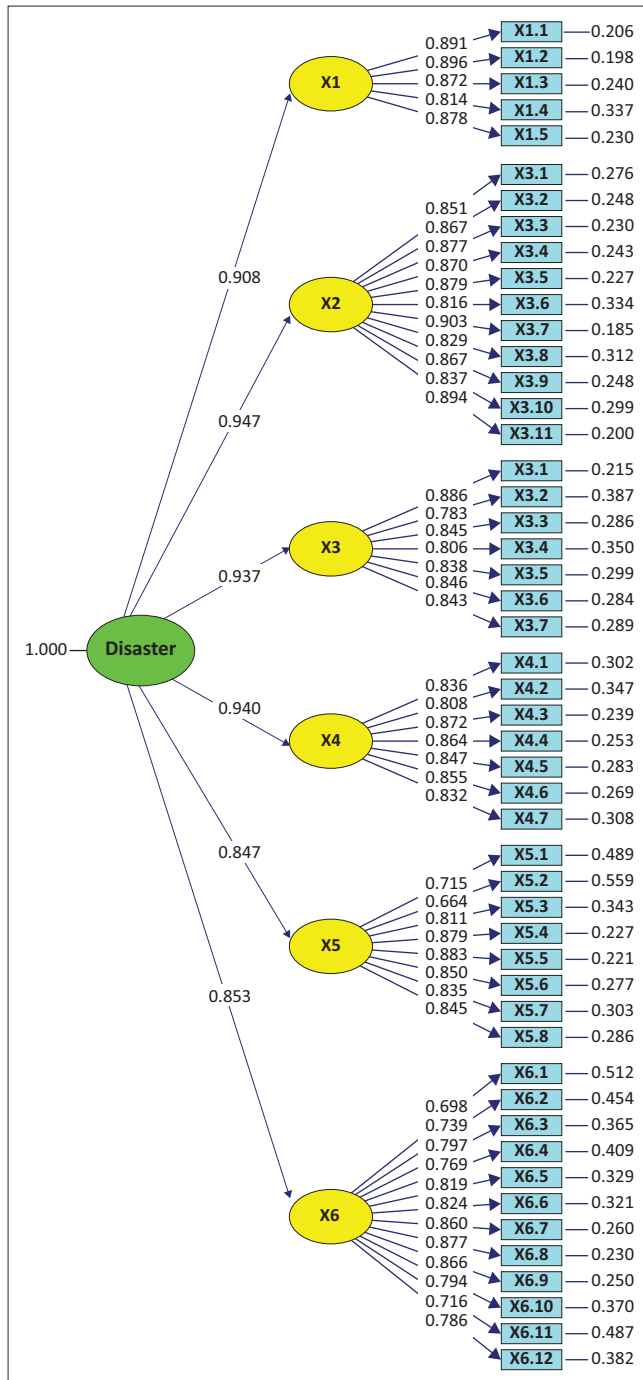 X1.1 0.206
0.891
X1.2 0.198
0.896
X1 0.872 X1.3 0.240
0.814
X1.4 0.337
0.878
X1.5 0.230
X3.1 0.276
0.851
X3.2 0.248
0.867
X3.3 0.230
0.877
0.870 X3.4 0.243
0.908
0.879 X3.5 0.227
X2 0.816 X3.6 0.334
0.903 X3.7 0.185
0.829
X3.8 0.312
0.867
X3.9 0.248
0.837
0.894 X3.10 0.299
0.947
X3.11 0.200
X3.1 0.215
0.886
X3.2 0.387
0.783
0.845 X3.3 0.286
X3 0.806 X3.4 0.350
0.937
0.838 X3.5 0.299
0.846
X3.6 0.284
0.843
X3.7 0.289
1.000 Disaster
X4.1 0.302
0.836
X4.2 0.347
0.808
0.940
0.872 X4.3 0.239
X4 0.864 X4.4 0.253
0.847 X4.5 0.283
0.855
X4.6 0.269
0.832
X4.7 0.308
0.847
X5.1 0.489
0.715
X5.2 0.559
0.664
X5.3 0.343
0.811
0.879 X5.4 0.227
X5 0.883
X5.5 0.221
0.850
X5.6 0.277
0.835
0.853
X5.7 0.303
0.845
X5.8 0.286
X6.1 0.512
0.698
X6.2 0.454
0.739
X6.3 0.365
0.797
0.769 X6.4 0.409
0.819 X6.5 0.329
0.824 X6.6 0.321
X6 0.860
X6.7 0.260
0.877
X6.8 0.230
0.866
X6.9 0.250
0.794
X6.10 0.370
0.716
0.786
X6.11 0.487
X6.12 0.382